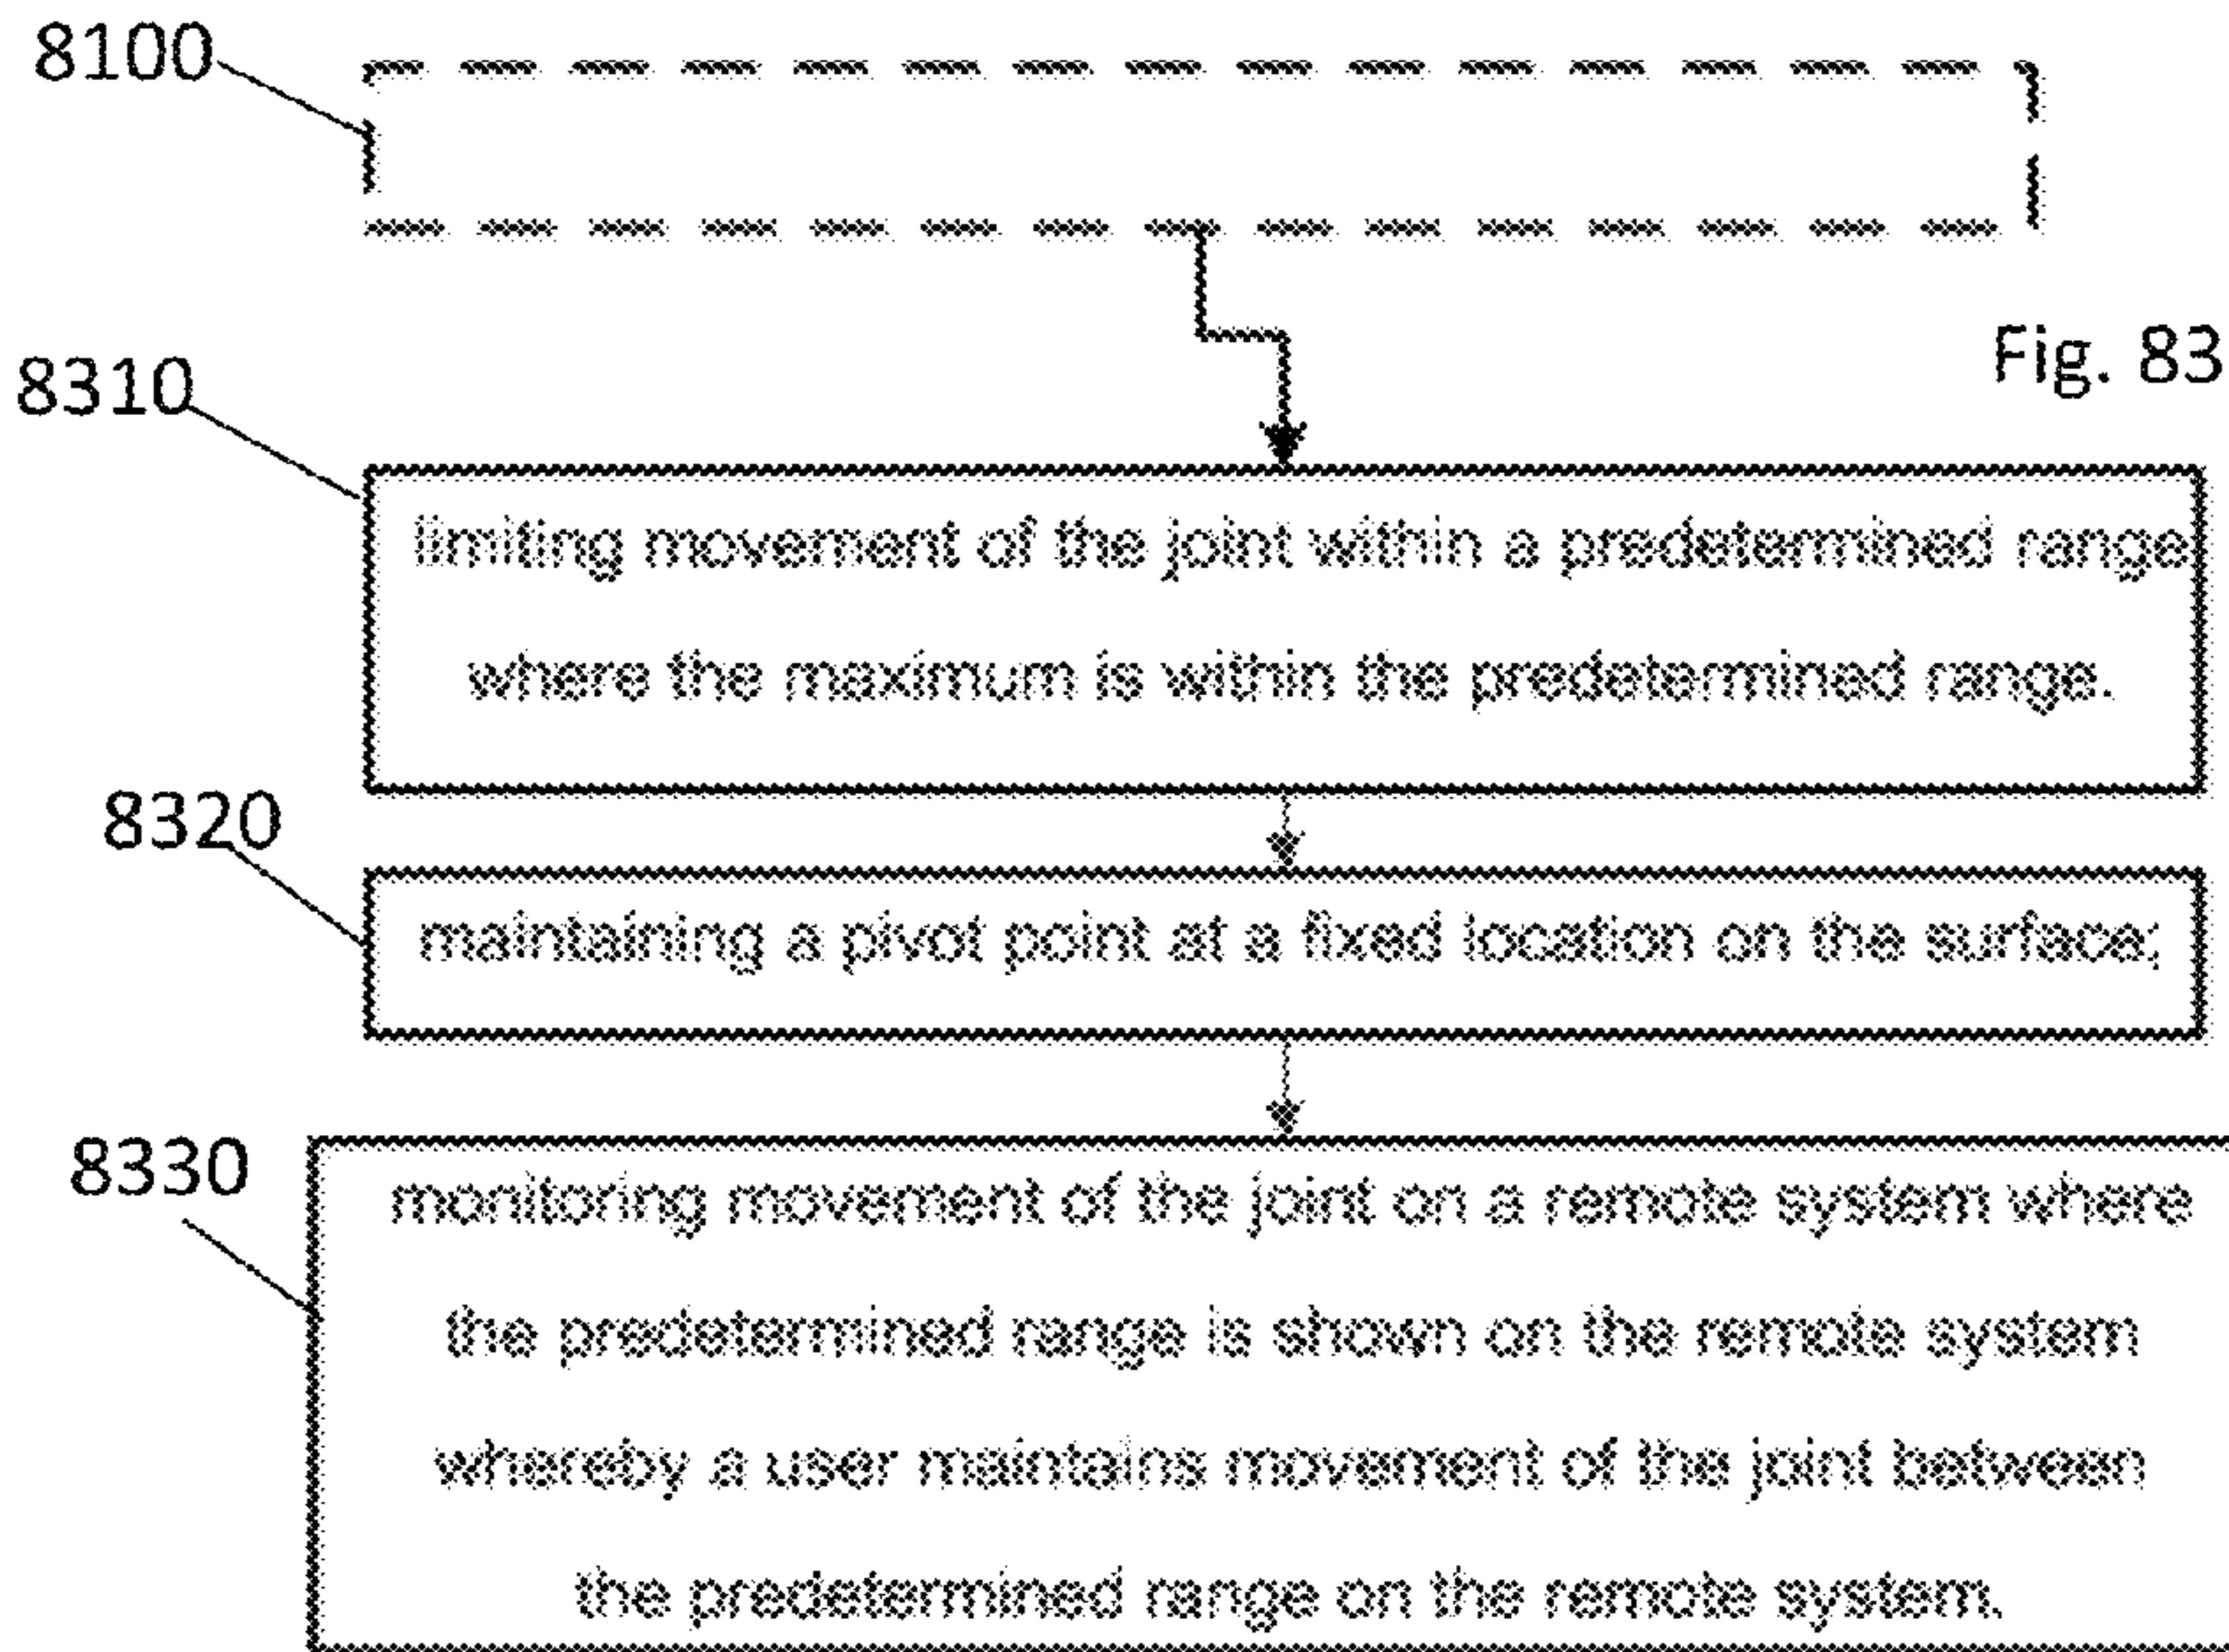 8100
Fig. 83
8310
limiting movement of the joint within a predetermined range
where the maximum is within the predetermined range.
8320
maintaining a pivot point at a fixed location on the surface;
8330
monitoring movement of the joint on a remote system where
the predetermined range is shown on the remote system
whereby a user maintains movement of the joint between
the predetermined range on the remote system.